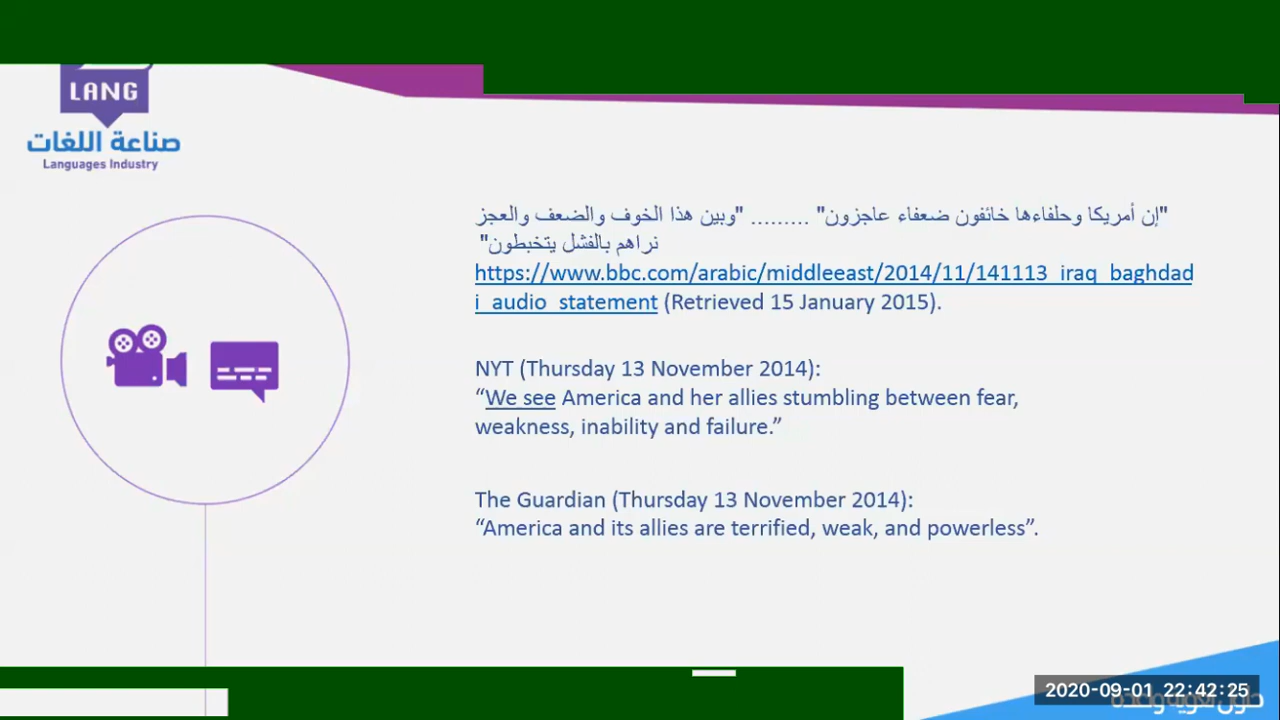 LANG
صناعة اللغات
Languages Industry
"إن أمريكا وحلفاءها خائفون ضعفاء عاجزون" ......... "وبين هذا الخوف والضعف والعجز
نراهم بالفشل يتخبطون"
https://www.bbc.com/arabic/middleeast/2014/11/141113_iraq_baghdad
i_audio_statement (Retrieved 15 January 2015).
NYT (Thursday 13 November 2014):
“We see America and her allies stumbling between fear,
weakness, inability and failure.”
The Guardian (Thursday 13 November 2014):
“America and its allies are terrified, weak, and powerless”.
2020-09-01 22:42:25